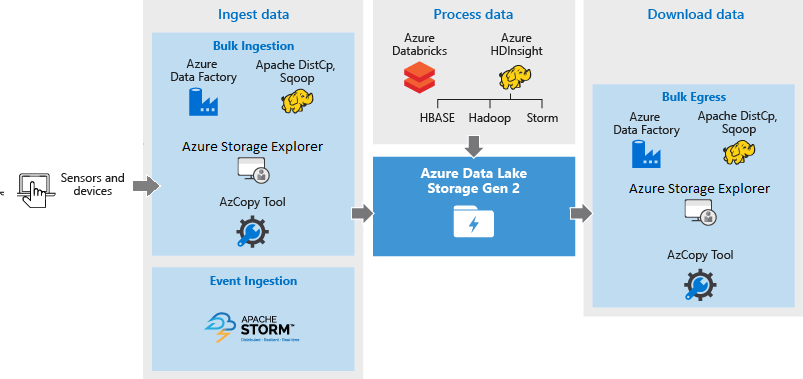 Ingest data
Bulk Ingestion
Azure
Data Factory
Apache DistCp,
Sqoop
Azure Storage Explorer
AzCopy Tool
Event Ingestion
APACHE
STORM™
Distributed · Resilient · Real-time
Sensors and
devices
Process data
Azure
Databricks
Azure
HDInsight
HBASE
Hadoop
Storm
Azure Data Lake
Storage Gen 2
Download data
Bulk Egress
Azure
Data Factory
Apache DistCp,
Sqoop
Azure Storage Explorer
AzCopy Tool